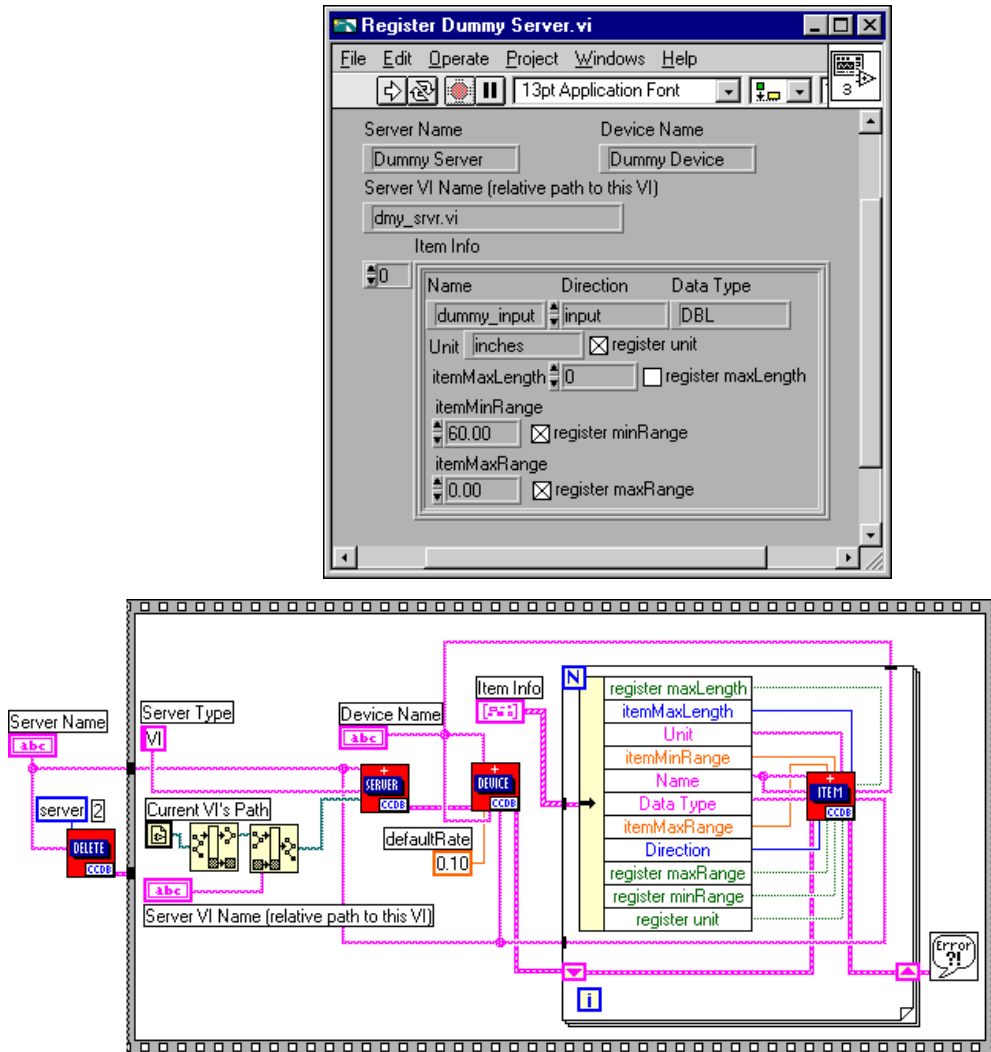 Register Dummy Server.vi
File Edit Operate Project Windows Help
13pt Application Font
3
Server Name
Device Name
Dummy Server
Dummy Device
Server VI Name (relative path to this VI)
dmy_srvr.vi
Item Info
0
Name
Direction
Data Type
dummy_input
input
DBL
Unit
inches
register unit
itemMaxLength
0
register maxLength
itemMinRange
60.00
register minRange
itemMaxRange
0.00
register maxRange
Server Name
abc
server 2
DELETE
CCDB
Server Type
VI
Current VI's Path
abc
Server VI Name (relative path to this VI)
SERVER
CCDB
Device Name
abc
DEVICE
CCDB
defaultRate
0.10
Item Info
N
register maxLength
itemMaxLength
Unit
itemMinRange
Name
Data Type
itemMaxRange
Direction
register maxRange
register minRange
register unit
ITEM
CCDB
i
Error
?!